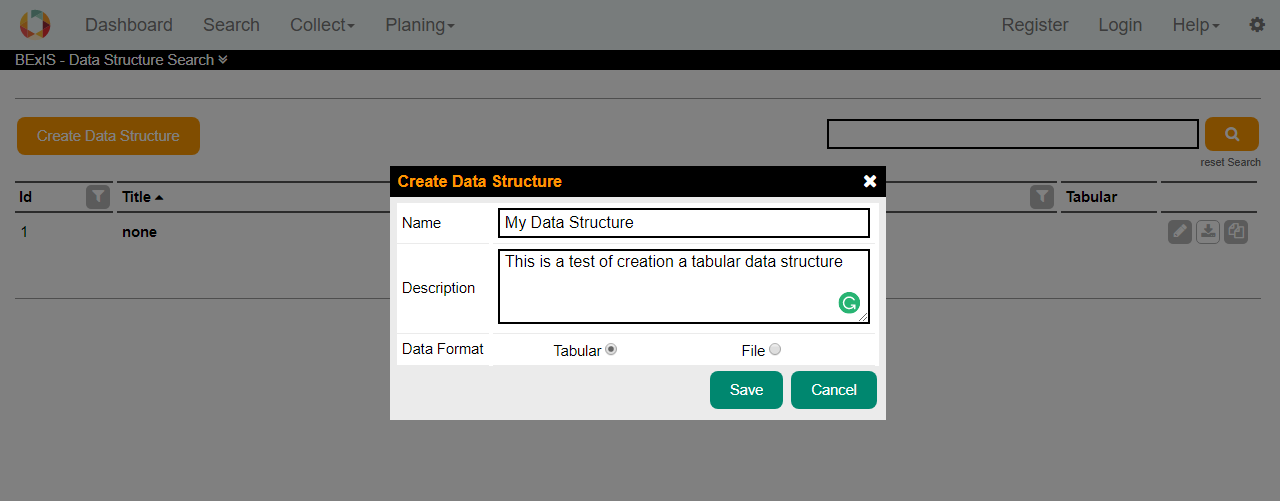 Dashboard Search Collect Planing Register Login Help
BExIS - Data Structure Search
Create Data Structure
reset Search
Create Data Structure
Id Title Tabular
Name My Data Structure
1 none
Description This is a test of creation a tabular data structure
Data Format Tabular File
Save Cancel